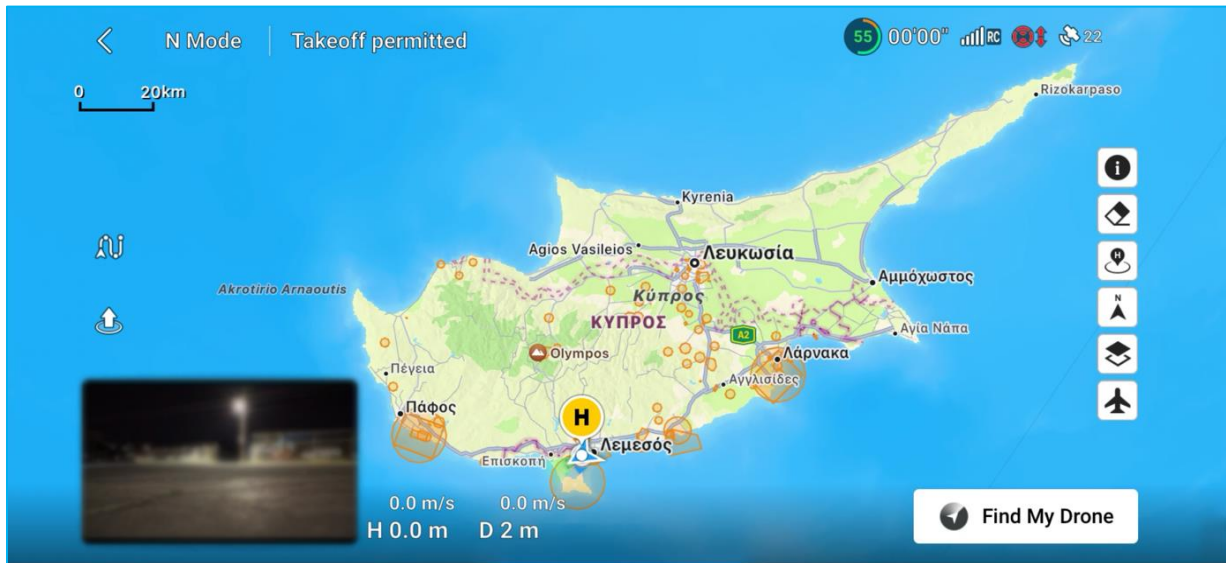 N Mode
Takeoff permitted
55
00'00"
RC
22
0
20km
Rizokarpaso
Kyrenia
Agios Vasileios
Λευκωσία
Αμμόχωστος
Akrotirio Arnaoutis
Κύπρος
ΚΥΠΡΟΣ
A2
Αγία Νάπα
Olympos
Λάρνακα
Πέγεια
Αγγλισίδες
Πάφος
H
Λεμεσός
Επισκοπή
0.0 m/s
0.0 m/s
H 0.0 m
D 2 m
Find My Drone
H
N